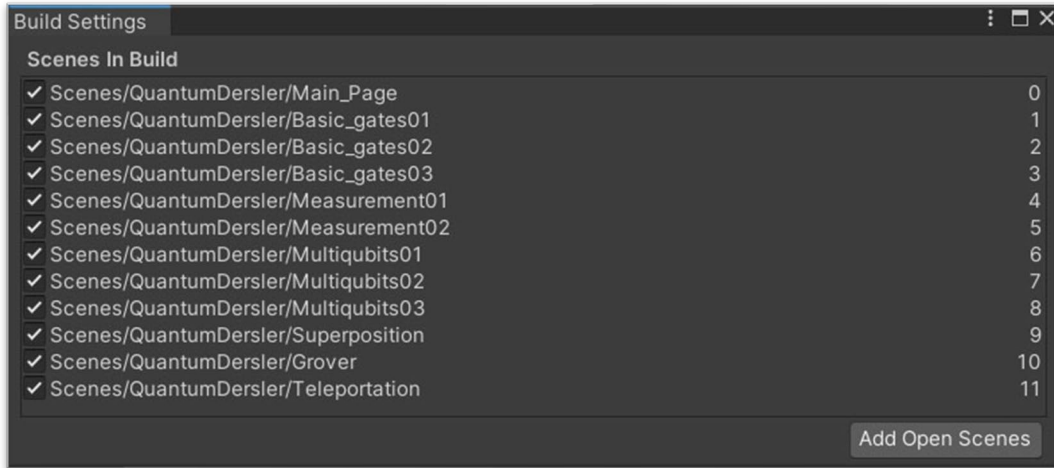 Build Settings
Scenes In Build
Scenes/QuantumDersler/Main_Page 0
Scenes/QuantumDersler/Basic_gates01 1
Scenes/QuantumDersler/Basic_gates02 2
Scenes/QuantumDersler/Basic_gates03 3
Scenes/QuantumDersler/Measurement01 4
Scenes/QuantumDersler/Measurement02 5
Scenes/QuantumDersler/Multiqubits01 6
Scenes/QuantumDersler/Multiqubits02 7
Scenes/QuantumDersler/Multiqubits03 8
Scenes/QuantumDersler/Superposition 9
Scenes/QuantumDersler/Grover 10
Scenes/QuantumDersler/Teleportation 11
Add Open Scenes